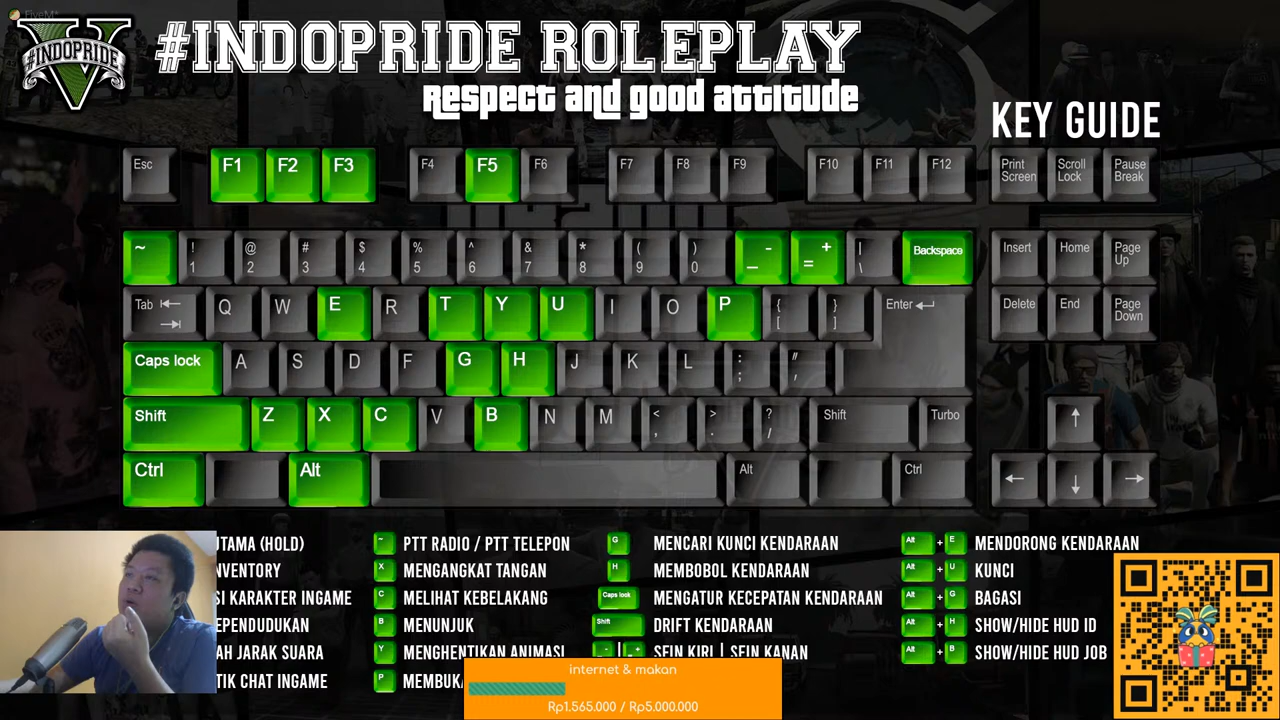 FiveM®
#INDOPRIDE
V
#INDOPRIDE ROLEPLAY
Respect and good attitude
KEY GUIDE
Esc F1 F2 F3 F4 F5 F6 F7 F8 F9 F10 F11 F12 Print Screen Scroll Lock Pause Break
~ ! 1 @ 2 # 3 $ 4 % 5 ^ 6 & 7 * 8 ( 9 ) 0 - _ + = | \ Backspace Insert Home Page Up
Tab Q W E R T Y U I O P { [ } ] Enter Delete End Page Down
Caps lock A S D F G H J K L : ; " ,
Shift Z X C V B N M < , > . ? / Shift Turbo ↑
Ctrl Alt Alt Ctrl ← ↓ →
UTAMA (HOLD) ~ PTT RADIO / PTT TELEPON G MENCARI KUNCI KENDARAAN Alt + E MENDORONG KENDARAAN
NVENTORY X MENGANGKAT TANGAN H MEMBOBOL KENDARAAN Alt + U KUNCI
SI KARAKTER INGAME C MELIHAT KEBELAKANG Caps lock MENGATUR KECEPATAN KENDARAAN Alt + G BAGASI
EPENDUDUKAN B MENUNJUK Shift DRIFT KENDARAAN Alt + H SHOW/HIDE HUD ID
AH JARAK SUARA Y MENGHENTIKAN ANIMASI - | + SEIN KIRI | SEIN KANAN Alt + B SHOW/HIDE HUD JOB
TIK CHAT INGAME P MEMBUKA
internet & makan
Rp1.565.000 / Rp5.000.000